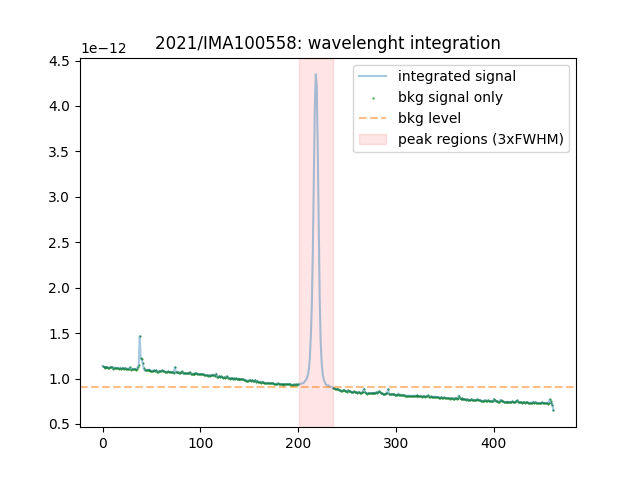 2021/IMA100558: wavelenght integration
1e−12
4.5
4.0
3.5
3.0
2.5
2.0
1.5
1.0
0.5
integrated signal
bkg signal only
bkg level
peak regions (3xFWHM)
0 100 200 300 400